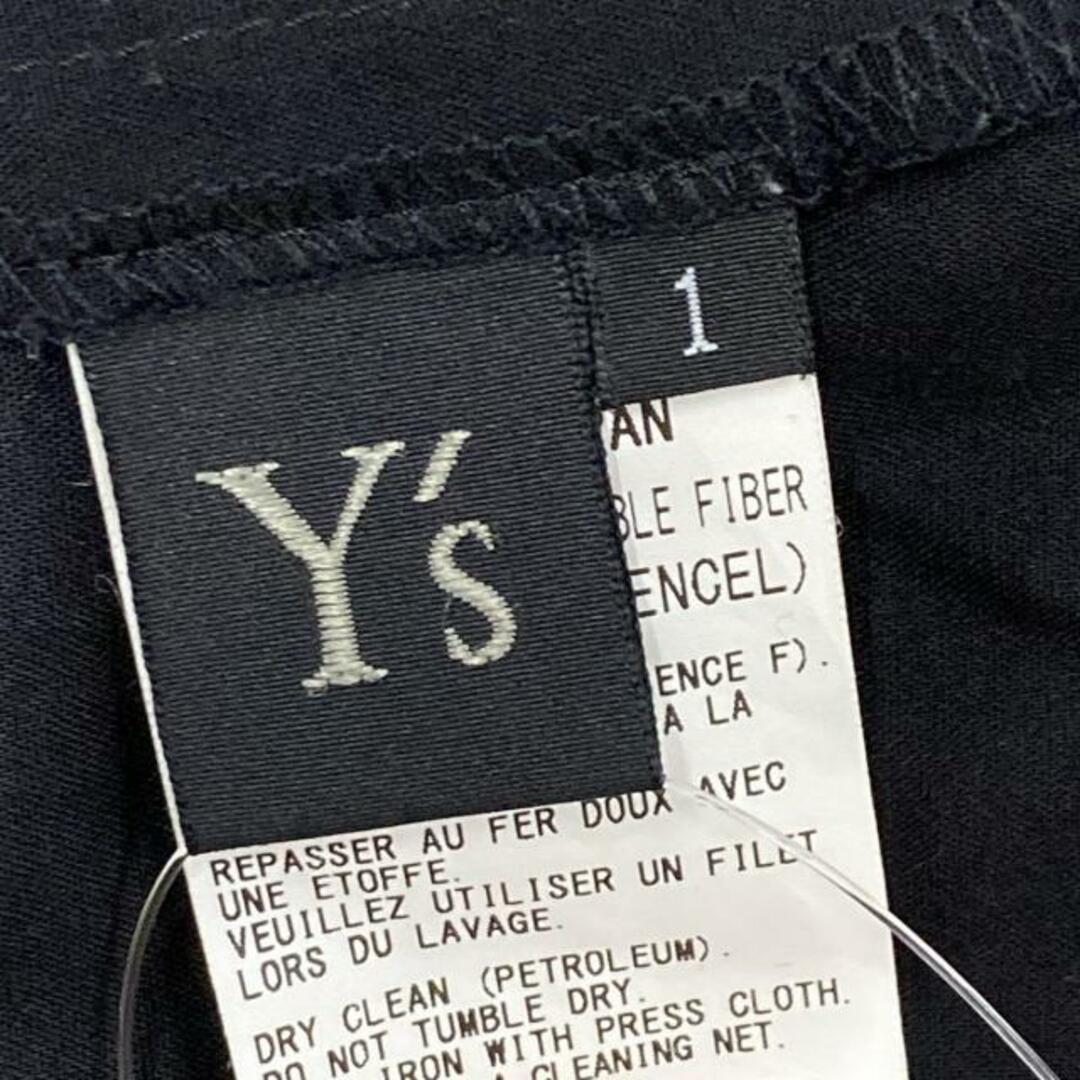 Y's
1
AN
BLE FIBER
ENCEL)
ENCE F).
A LA
REPASSER AU FER DOUX AVEC
UNE ETOFFE.
VEUILLEZ UTILISER UN FILET
LORS DU LAVAGE.
DRY CLEAN (PETROLEUM).
DO NOT TUMBLE DRY.
IRON WITH PRESS CLOTH.
A CLEANING NET.